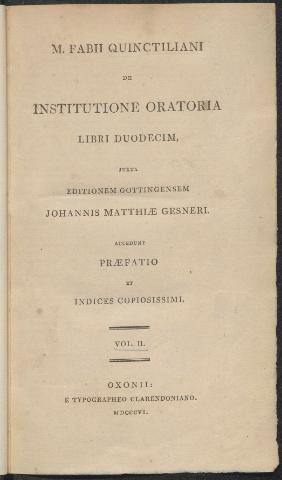 M. FABII QUINCTILIANI
DE
INSTITUTIONE ORATORIA
LIBRI DUODECIM,
JUXTA
EDITIONEM GOTTINGENSEM
JOHANNIS MATTHIÆ GESNERI.
ACCEDUNT
PRÆFATIO
ET
INDICES COPIOSISSIMI.
VOL. II.
OXONII:
E TYPOGRAPHEO CLARENDONIANO.
MDCCCVI.